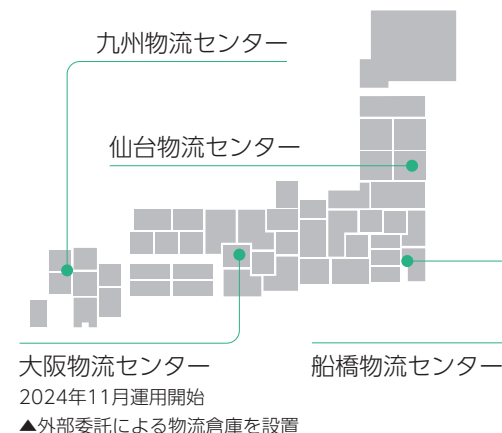 九州物流センター
仙台物流センター
大阪物流センター
2024年11月運用開始
▲外部委託による物流倉庫を設置
船橋物流センター